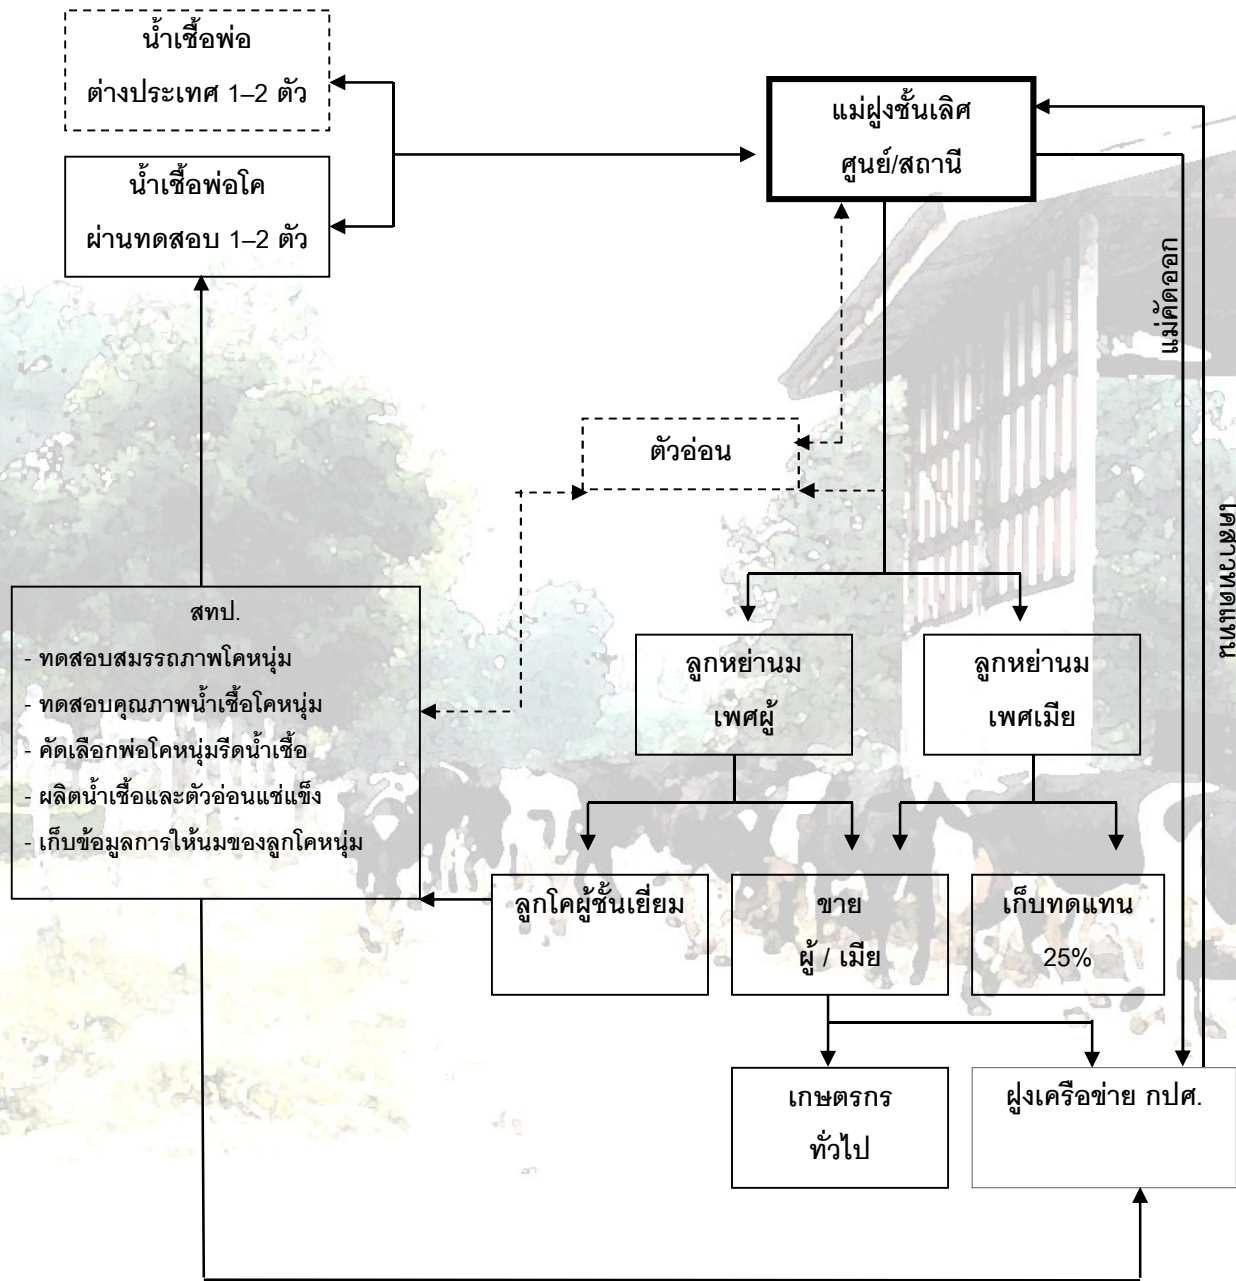 น้ำเชื้อพ่อ
ต่างประเทศ 1–2 ตัว
น้ำเชื้อพ่อโค
ผ่านทดสอบ 1–2 ตัว
แม่ฝูงชั้นเลิศ
ศูนย์/สถานี
แม่คัดออก
โคสาวทดแทน
ตัวอ่อน
สทป.
- ทดสอบสมรรถภาพโคหนุ่ม
- ทดสอบคุณภาพน้ำเชื้อโคหนุ่ม
- คัดเลือกพ่อโคหนุ่มรีดน้ำเชื้อ
- ผลิตน้ำเชื้อและตัวอ่อนแช่แข็ง
- เก็บข้อมูลการให้นมของลูกโคหนุ่ม
ลูกหย่านม
เพศผู้
ลูกหย่านม
เพศเมีย
ลูกโคผู้ชั้นเยี่ยม
ขาย
ผู้ / เมีย
เก็บทดแทน
25%
เกษตรกร
ทั่วไป
ฝูงเครือข่าย กปศ.